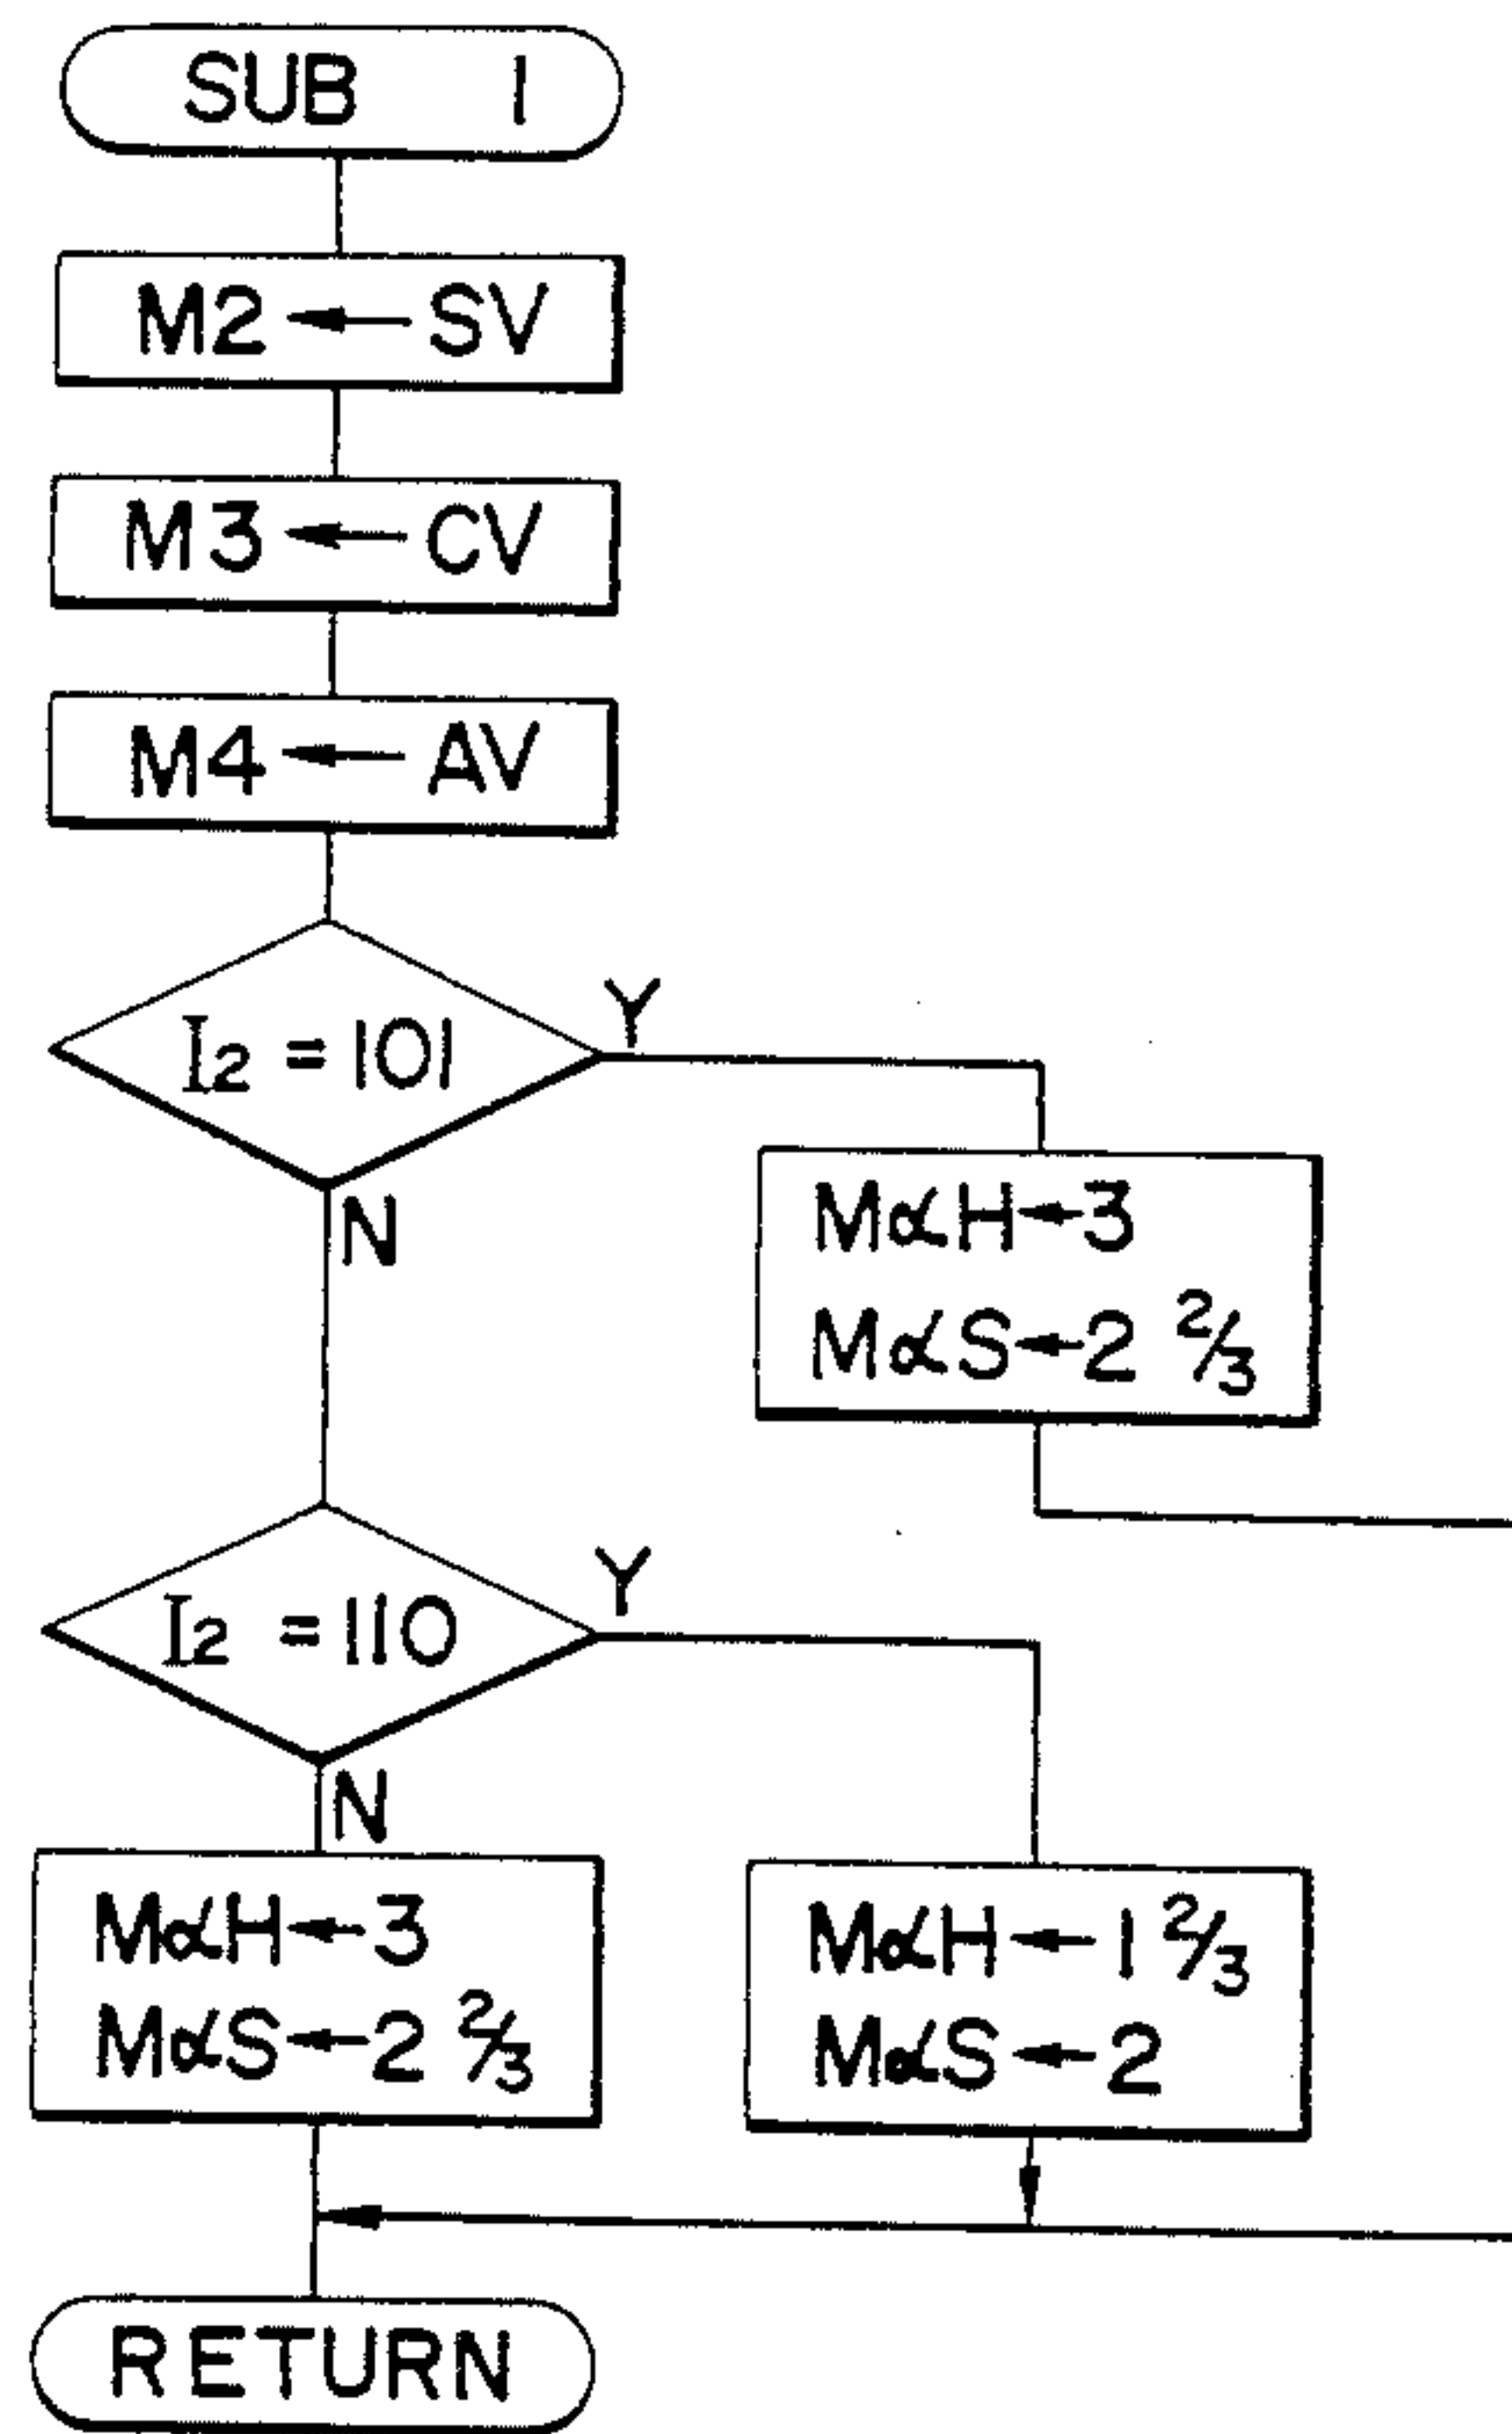 SUB 1
M2 ← SV
M3 ← CV
M4 ← AV
I2 = 101
Y
N
MαH ← 3
MαS ← 2 2/3
I2 = 110
Y
N
MαH ← 3
MαS ← 2 2/3
MαH ← 1 2/3
MαS ← 2
RETURN